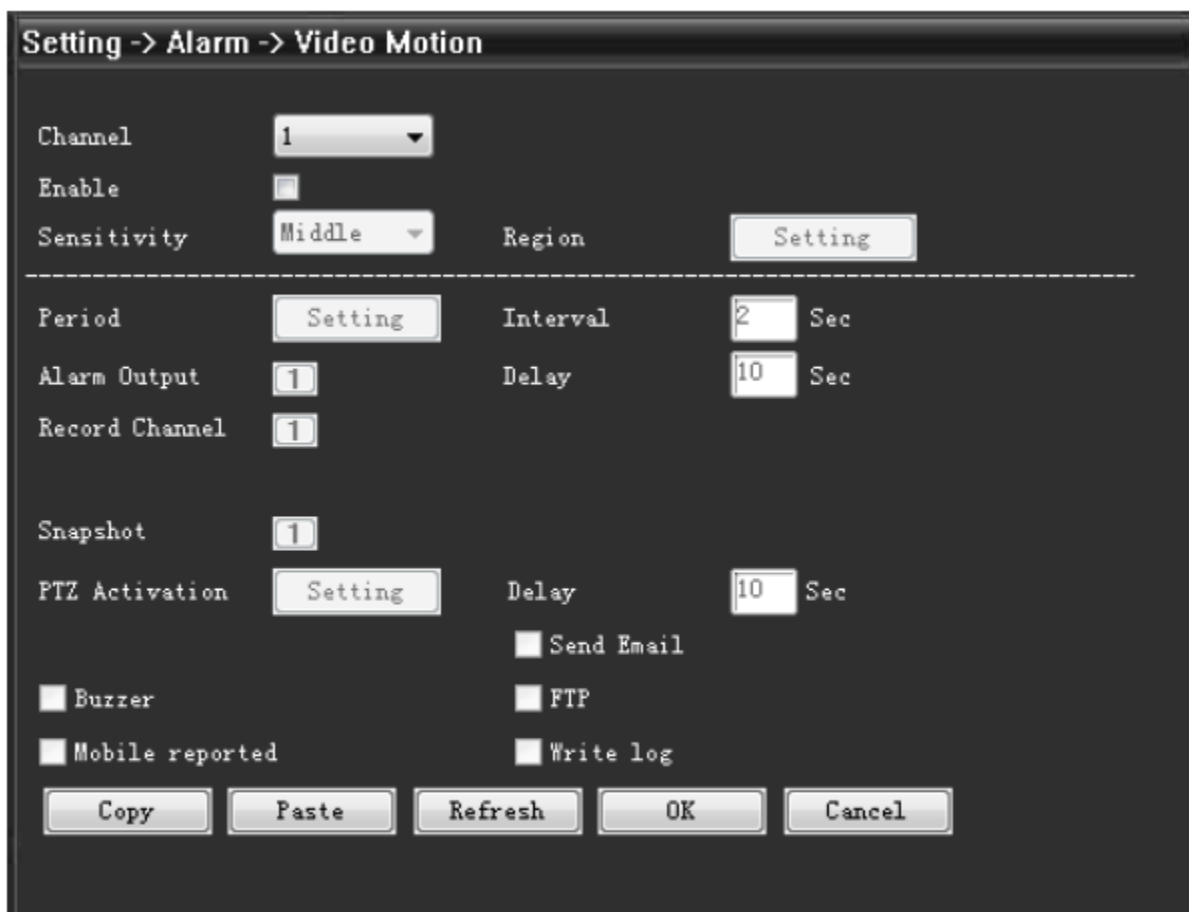 Setting -> Alarm -> Video Motion
Channel 1
Enable
Sensitivity Middle Region Setting
Period Setting Interval 2 Sec
Alarm Output 1 Delay 10 Sec
Record Channel 1
Snapshot 1
PTZ Activation Setting Delay 10 Sec
Send Email
Buzzer FTP
Mobile reported Write log
Copy Paste Refresh OK Cancel